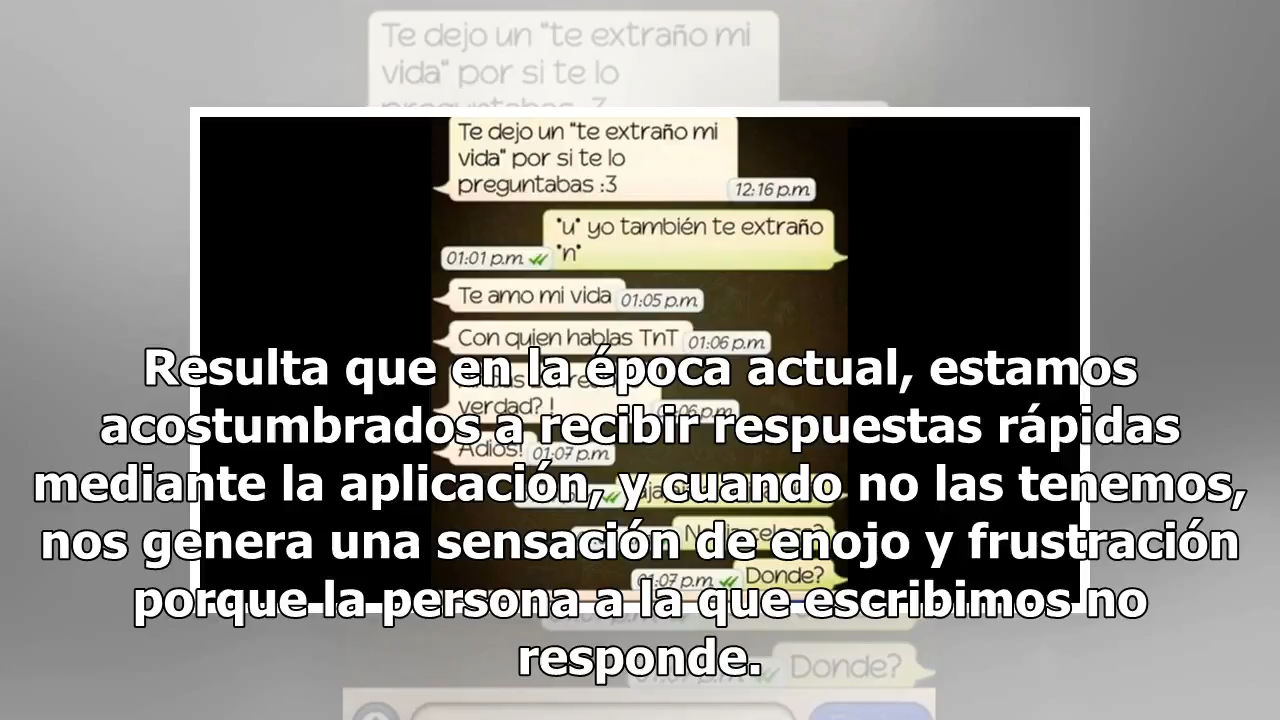 Te dejo un "te extraño mi
vida" por si te lo
Te dejo un "te extraño mi
vida" por si te lo
preguntabas :3
12:16 p.m.
"u" yo también te extraño
"n"
01:01 p.m.
Te amo mi vida
01:05 p.m.
Con quien hablas TnT
01:06 p.m.
verdad? !
Adios!
01:07 p.m.
01:07 p.m.
Donde?
Resulta que en la época actual, estamos
acostumbrados a recibir respuestas rápidas
mediante la aplicación, y cuando no las tenemos,
nos genera una sensación de enojo y frustración
porque la persona a la que escribimos no
responde.
Donde?